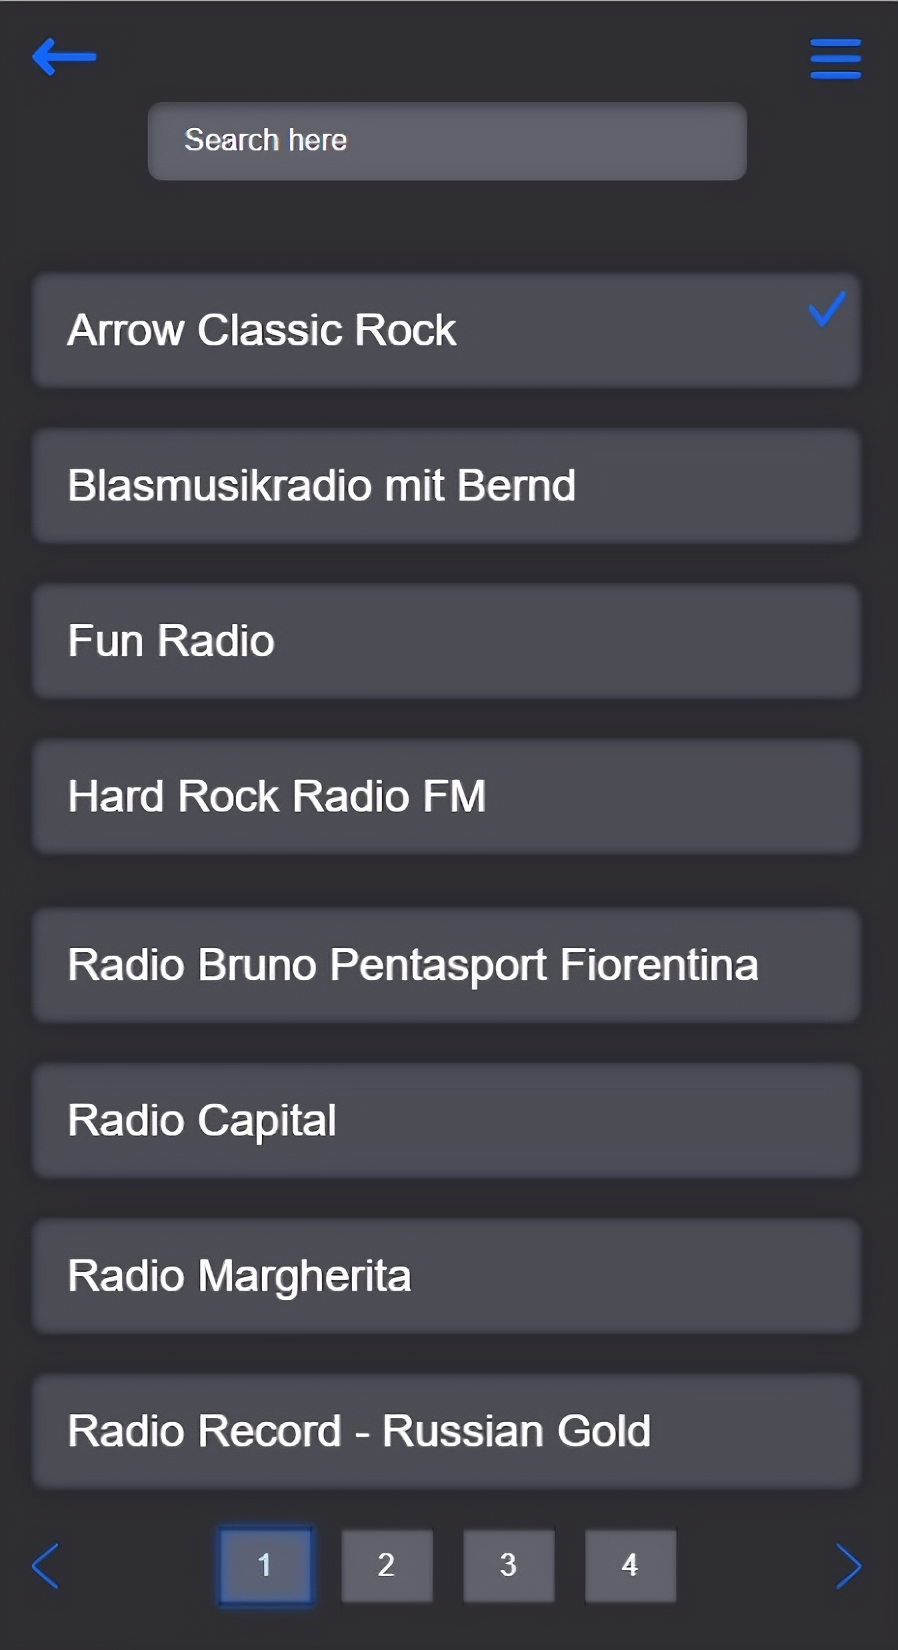 Search here
Arrow Classic Rock
Blasmusikradio mit Bernd
Fun Radio
Hard Rock Radio FM
Radio Bruno Pentasport Fiorentina
Radio Capital
Radio Margherita
Radio Record - Russian Gold
1 2 3 4